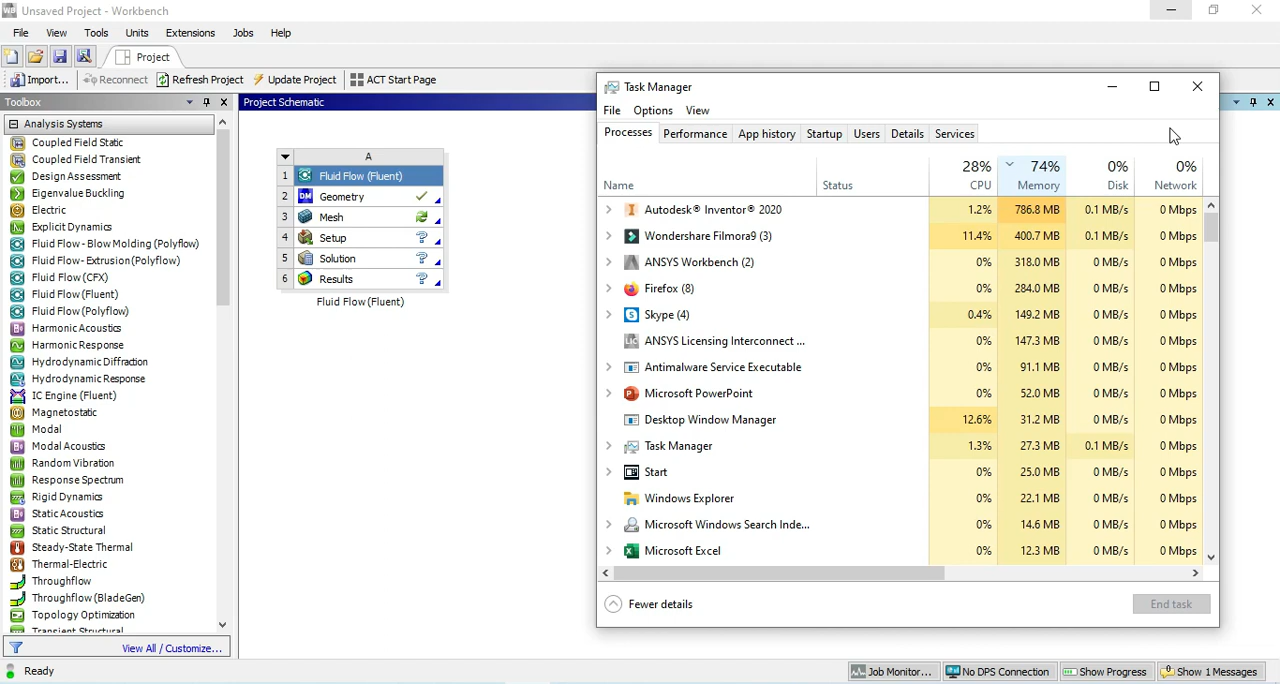 Unsaved Project - Workbench
File View Tools Units Extensions Jobs Help
Project
Import... Reconnect Refresh Project Update Project ACT Start Page
Toolbox
Analysis Systems
Coupled Field Static
Coupled Field Transient
Design Assessment
Eigenvalue Buckling
Electric
Explicit Dynamics
Fluid Flow - Blow Molding (Polyflow)
Fluid Flow - Extrusion (Polyflow)
Fluid Flow (CFX)
Fluid Flow (Fluent)
Fluid Flow (Polyflow)
Harmonic Acoustics
Harmonic Response
Hydrodynamic Diffraction
Hydrodynamic Response
IC Engine (Fluent)
Magnetostatic
Modal
Modal Acoustics
Random Vibration
Response Spectrum
Rigid Dynamics
Static Acoustics
Static Structural
Steady-State Thermal
Thermal-Electric
Throughflow
Throughflow (BladeGen)
Topology Optimization
Transient Structural
View All / Customize...
Ready
Project Schematic
A
1 Fluid Flow (Fluent)
2 DM Geometry
3 Mesh
4 Setup
5 Solution
6 Results
Fluid Flow (Fluent)
Task Manager
File Options View
Processes Performance App history Startup Users Details Services
28% 74% 0% 0%
Name Status CPU Memory Disk Network
Autodesk® Inventor® 2020 1.2% 786.8 MB 0.1 MB/s 0 Mbps
Wondershare Filmora9 (3) 11.4% 400.7 MB 0.1 MB/s 0 Mbps
ANSYS Workbench (2) 0% 318.0 MB 0 MB/s 0 Mbps
Firefox (8) 0% 284.0 MB 0 MB/s 0 Mbps
Skype (4) 0.4% 149.2 MB 0 MB/s 0 Mbps
LIC ANSYS Licensing Interconnect ... 0% 147.3 MB 0 MB/s 0 Mbps
Antimalware Service Executable 0% 91.1 MB 0 MB/s 0 Mbps
Microsoft PowerPoint 0% 52.0 MB 0 MB/s 0 Mbps
Desktop Window Manager 12.6% 31.2 MB 0 MB/s 0 Mbps
Task Manager 1.3% 27.3 MB 0.1 MB/s 0 Mbps
Start 0% 25.0 MB 0 MB/s 0 Mbps
Windows Explorer 0% 22.1 MB 0 MB/s 0 Mbps
Microsoft Windows Search Inde... 0% 14.6 MB 0 MB/s 0 Mbps
Microsoft Excel 0% 12.3 MB 0 MB/s 0 Mbps
Fewer details End task
Job Monitor... No DPS Connection Show Progress Show 1 Messages